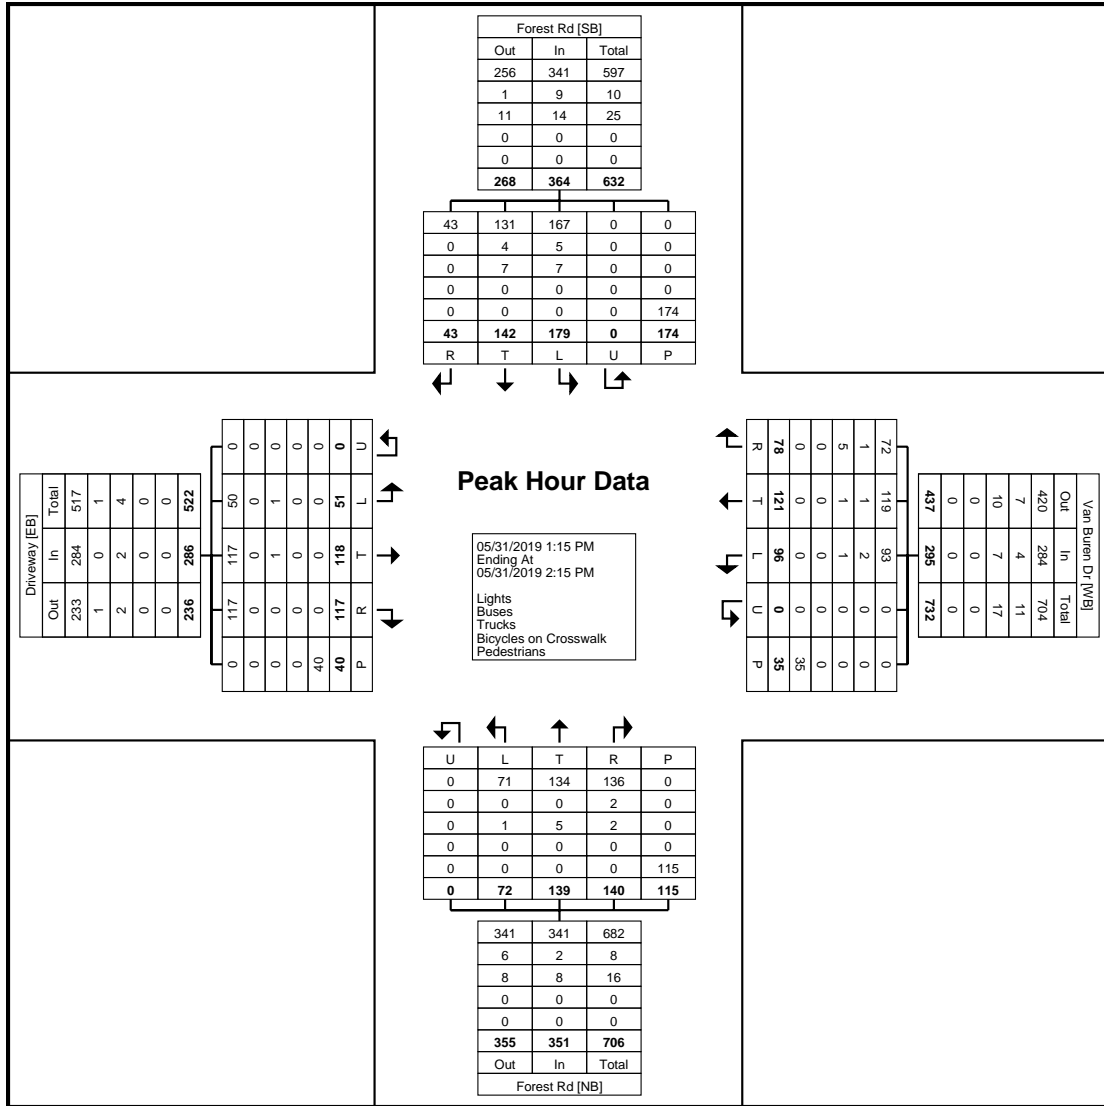 Forest Rd [SB]
Out In Total
256 341 597
1 9 10
11 14 25
0 0 0
0 0 0
268 364 632
43 131 167 0 0
0 4 5 0 0
0 7 7 0 0
0 0 0 0 0
0 0 0 0 174
43 142 179 0 174
R T L U P
Driveway [EB]
Total 517 1 4 0 0 522
In 284 0 2 0 0 286
Out 233 1 2 0 0 236
0 0 0 0 0 0 U
50 0 1 0 0 51 L
117 0 1 0 0 118 T
117 0 0 0 0 117 R
0 0 0 0 40 40 P
Peak Hour Data
05/31/2019 1:15 PM
Ending At
05/31/2019 2:15 PM
Lights
Buses
Trucks
Bicycles on Crosswalk
Pedestrians
R 78 0 0 5 1 72
T 121 0 0 1 1 119
L 96 0 0 1 2 93
U 0 0 0 0 0 0
P 35 35 0 0 0 0
437 0 0 10 7 420 Out
295 0 0 7 4 284 In
732 0 0 17 11 704 Total
Van Buren Dr [WB]
U L T R P
0 71 134 136 0
0 0 0 2 0
0 1 5 2 0
0 0 0 0 0
0 0 0 0 115
0 72 139 140 115
341 341 682
6 2 8
8 8 16
0 0 0
0 0 0
355 351 706
Out In Total
Forest Rd [NB]